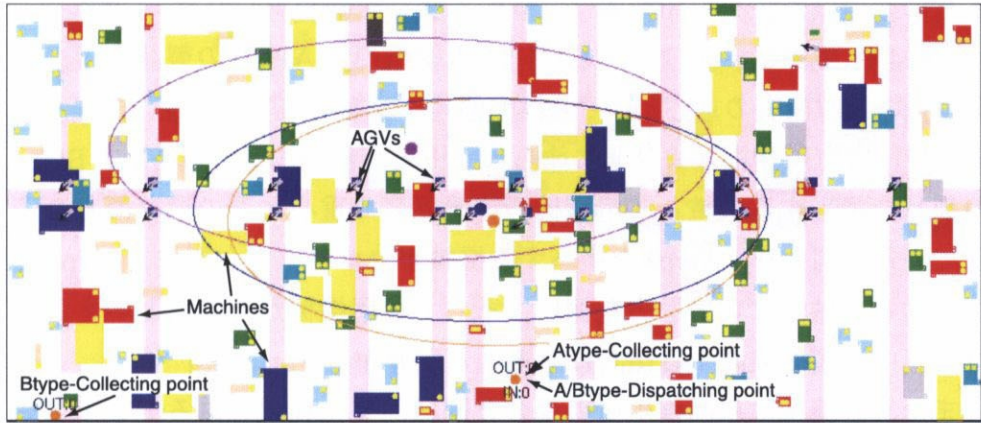 AGVs
Machines
Atype-Collecting point
OUT:
Btype-Collecting point
A/Btype-Dispatching point
IN:0
OUT: